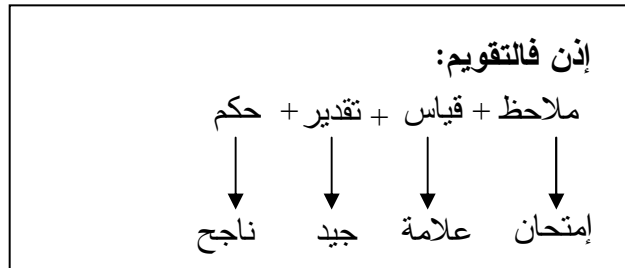 إذن فالتقويم:
ملاحظ + قياس + تقدير + حكم
إمتحان علامة جيد ناجح